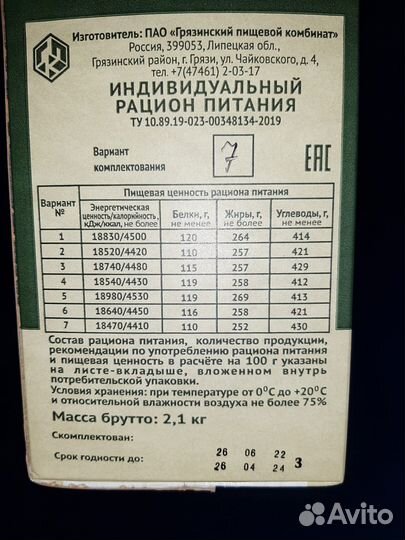 Изготовитель: ПАО «Грязинский пищевой комбинат»
Россия, 399053, Липецкая обл.,
Грязинский район, г. Грязи, ул. Чайковского, д. 4,
тел. +7(47461) 2-03-17
ИНДИВИДУАЛЬНЫЙ
РАЦИОН ПИТАНИЯ
ТУ 10.89.19-023-00348134-2019
Вариант
комплектования 7 ЕАС
Пищевая ценность рациона питания
Вариант № Энергетическая ценность/калорийность, кДж/ккал, не более Белки, г, не менее Жиры, г, не более Углеводы, г, не менее
1 18830/4500 120 264 414
2 18520/4420 110 257 421
3 18740/4480 115 257 429
4 18540/4430 119 258 412
5 18980/4530 119 269 413
6 18640/4450 116 258 421
7 18470/4410 110 252 430
Состав рациона питания, количество продукции,
рекомендации по употреблению рациона питания
и пищевая ценность в расчёте на 100 г указаны
на листе-вкладыше, вложенном внутрь
потребительской упаковки.
Условия хранения: при температуре от 0°С до +20°С
и относительной влажности воздуха не более 75%
Масса брутто: 2,1 кг
Скомплектован: 26 06 22
Срок годности до: 26 04 24 3
Avito